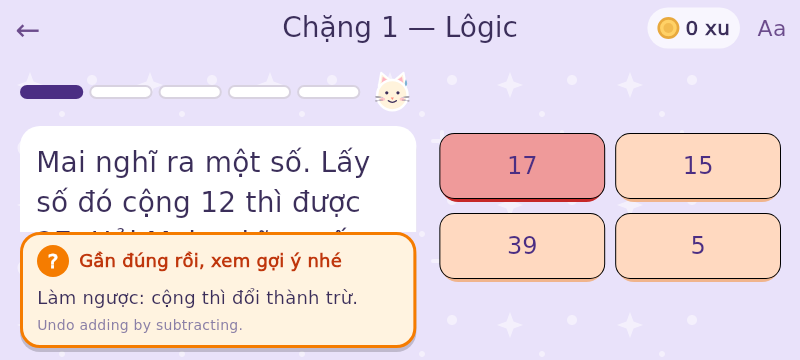 ←
Chặng 1 — Lôgic
0 xu
Aa
Mai nghĩ ra một số. Lấy
số đó cộng 12 thì được
?
Gần đúng rồi, xem gợi ý nhé
Làm ngược: cộng thì đổi thành trừ.
Undo adding by subtracting.
17
15
39
5